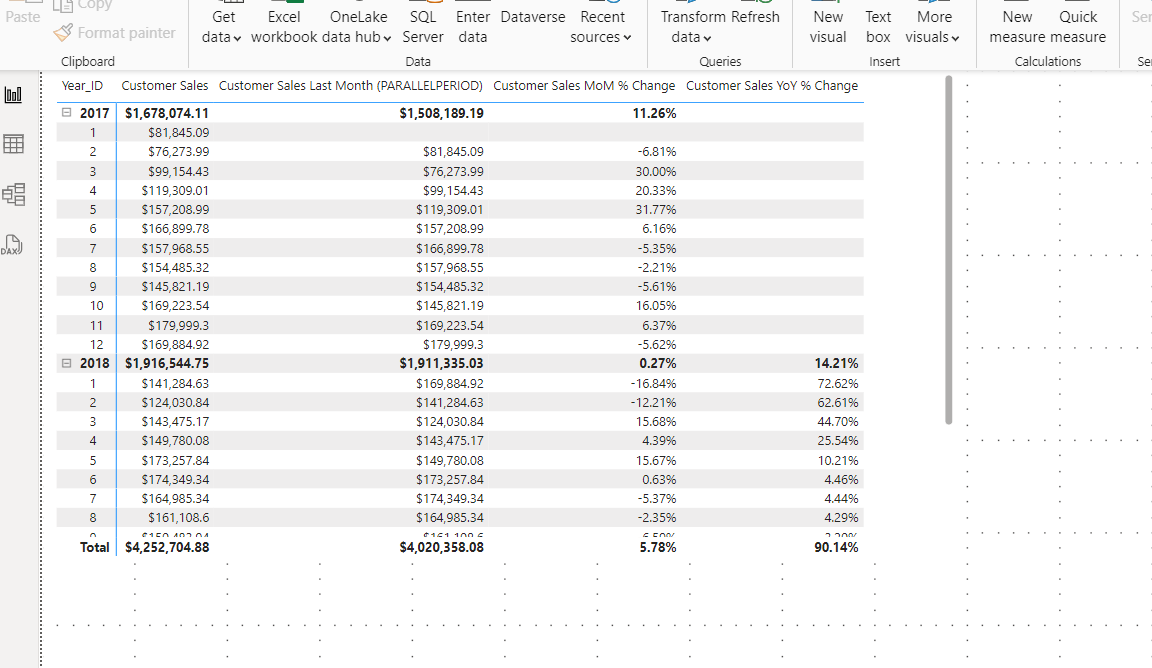 Paste
Copy
Format painter
Clipboard
Get data
Excel workbook
OneLake data hub
SQL Server
Enter data
Dataverse
Recent sources
Data
Transform data
Refresh
Queries
New visual
Text box
More visuals
Insert
New measure
Quick measure
Calculations
DAX
Year_ID Customer Sales Customer Sales Last Month (PARALLELPERIOD) Customer Sales MoM % Change Customer Sales YoY % Change
2017 $1,678,074.11 $1,508,189.19 11.26%
1 $81,845.09
2 $76,273.99 $81,845.09 -6.81%
3 $99,154.43 $76,273.99 30.00%
4 $119,309.01 $99,154.43 20.33%
5 $157,208.99 $119,309.01 31.77%
6 $166,899.78 $157,208.99 6.16%
7 $157,968.55 $166,899.78 -5.35%
8 $154,485.32 $157,968.55 -2.21%
9 $145,821.19 $154,485.32 -5.61%
10 $169,223.54 $145,821.19 16.05%
11 $179,999.3 $169,223.54 6.37%
12 $169,884.92 $179,999.3 -5.62%
2018 $1,916,544.75 $1,911,335.03 0.27% 14.21%
1 $141,284.63 $169,884.92 -16.84% 72.62%
2 $124,030.84 $141,284.63 -12.21% 62.61%
3 $143,475.17 $124,030.84 15.68% 44.70%
4 $149,780.08 $143,475.17 4.39% 25.54%
5 $173,257.84 $149,780.08 15.67% 10.21%
6 $174,349.34 $173,257.84 0.63% 4.46%
7 $164,985.34 $174,349.34 -5.37% 4.44%
8 $161,108.6 $164,985.34 -2.35% 4.29%
Total $4,252,704.88 $4,020,358.08 5.78% 90.14%